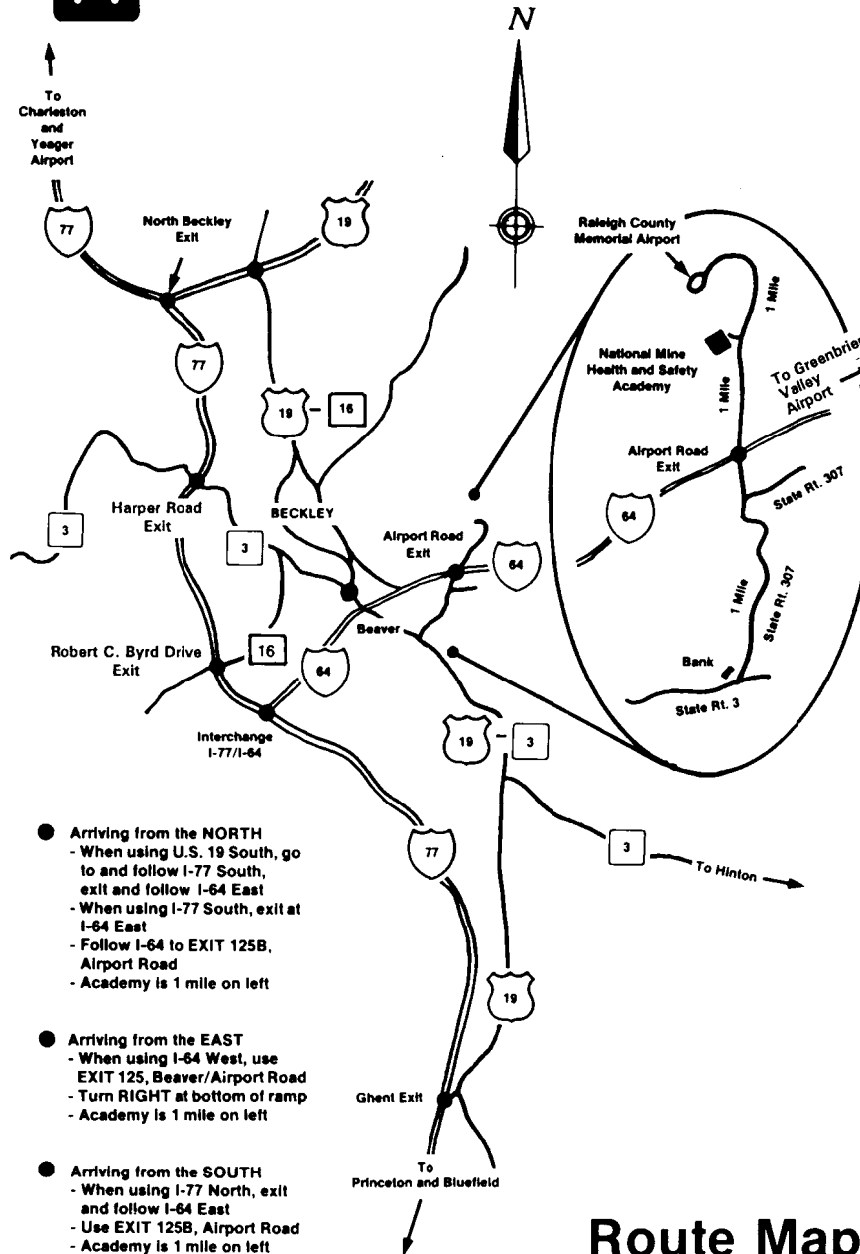 N
To
Charleston
and
Yeager
Airport
77
North Beckley
Exit
19
Raleigh County
Memorial Airport
1 Mile
National Mine
Health and Safety
Academy
1 Mile
To Greenbrier
Valley
Airport
77
19
16
Airport Road
Exit
State Rt. 307
64
3
Harper Road
Exit
3
BECKLEY
Airport Road
Exit
64
1 Mile
State Rt. 307
Beaver
Robert C. Byrd Drive
Exit
16
64
Bank
State Rt. 3
Interchange
I-77/I-64
19
3
77
3
To Hinton
19
Ghent Exit
To
Princeton and Bluefield
Arriving from the NORTH
- When using U.S. 19 South, go
to and follow I-77 South,
exit and follow I-64 East
- When using I-77 South, exit at
I-64 East
- Follow I-64 to EXIT 125B,
Airport Road
- Academy is 1 mile on left
Arriving from the EAST
- When using I-64 West, use
EXIT 125, Beaver/Airport Road
- Turn RIGHT at bottom of ramp
- Academy is 1 mile on left
Arriving from the SOUTH
- When using I-77 North, exit
and follow I-64 East
- Use EXIT 125B, Airport Road
- Academy is 1 mile on left
Route Map